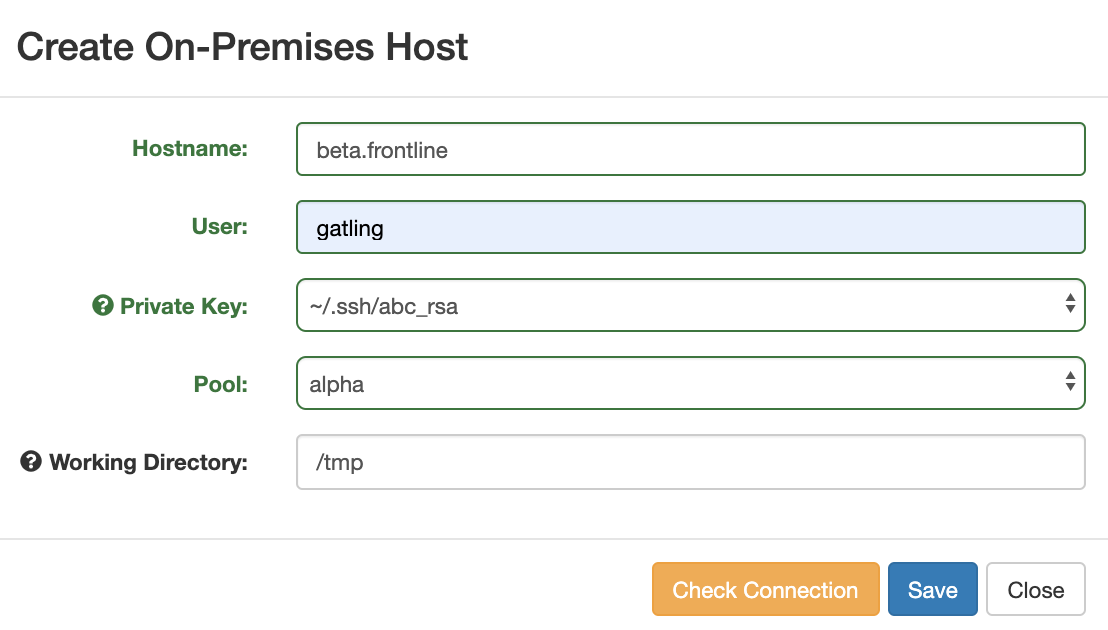 Create On-Premises Host
Hostname: beta.frontline
User: gatling
Private Key: ~/.ssh/abc_rsa
Pool: alpha
Working Directory: /tmp
Check Connection Save Close